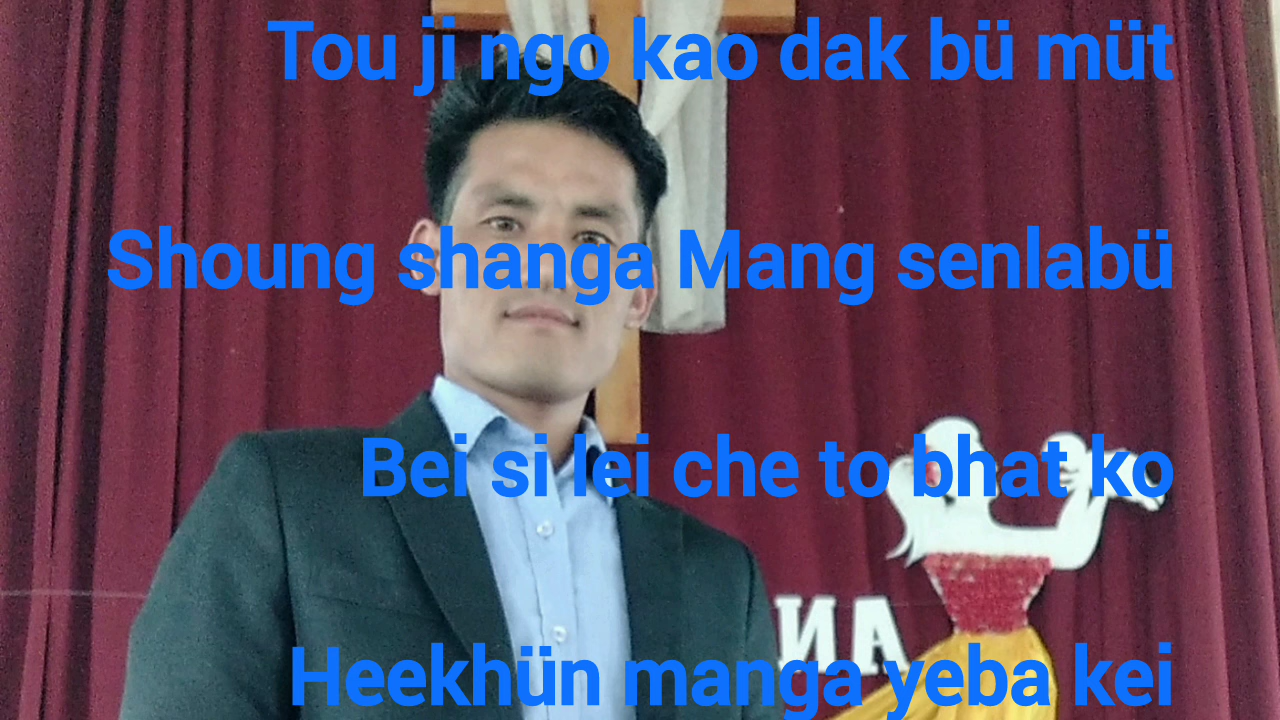 Tou ji ngo kao dak bü müt
Shoung shanga Mang senlabü
Bei si lei che to bhat ko
Heekhün manga yeba kei
NA